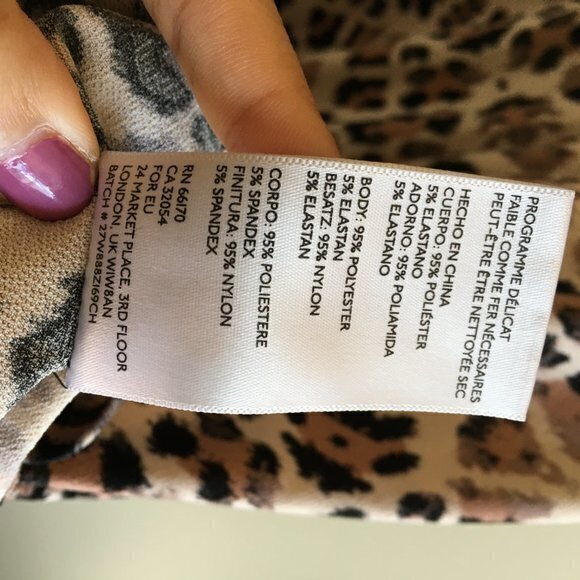 PROGRAMME DÉLICAT
FAIBLE COMME FER NÉCESSAIRES
PEUT-ÊTRE ÊTRE NETTOYÉE SEC
HECHO EN CHINA
CUERPO: 95% POLIÉSTER
5% ELASTANO
ADORNO: 95% POLIAMIDA
5% ELASTANO
BODY: 95% POLYESTER
5% ELASTAN
BESATZ: 95% NYLON
5% ELASTAN
CORPO: 95% POLIESTERE
5% SPANDEX
FINITURA: 95% NYLON
5% SPANDEX
RN 66170
CA 32054
FOR EU
24 MARKET PLACE, 3RD FLOOR
LONDON, UK W1W8AN
BATCH # 27W888Z169CH